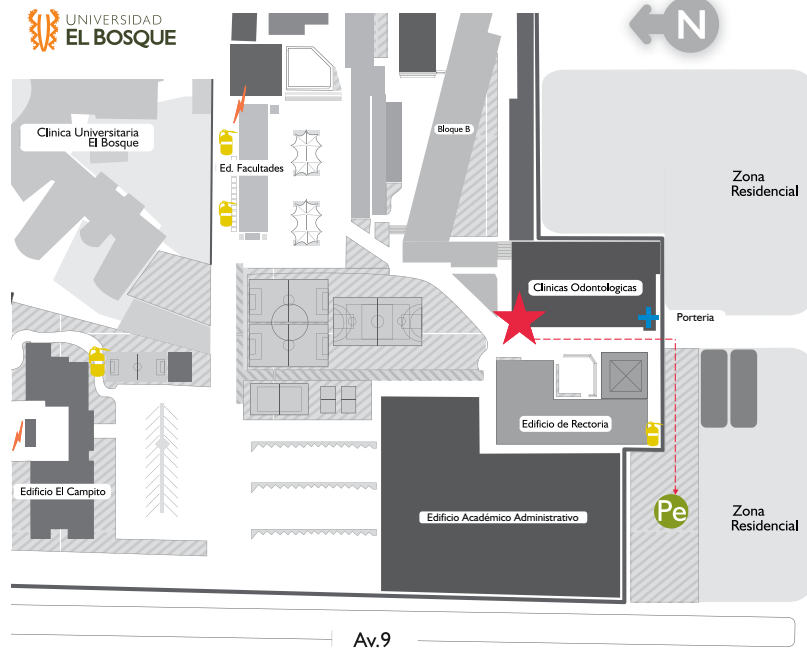 UNIVERSIDAD
EL BOSQUE
N
Clinica Universitaria
El Bosque
Bloque B
Ed. Facultades
Zona
Residencial
Clinicas Odontologicas
Porteria
Edificio de Rectoria
Edificio El Campito
Edificio Académico Administrativo
Pe
Zona
Residencial
Av.9